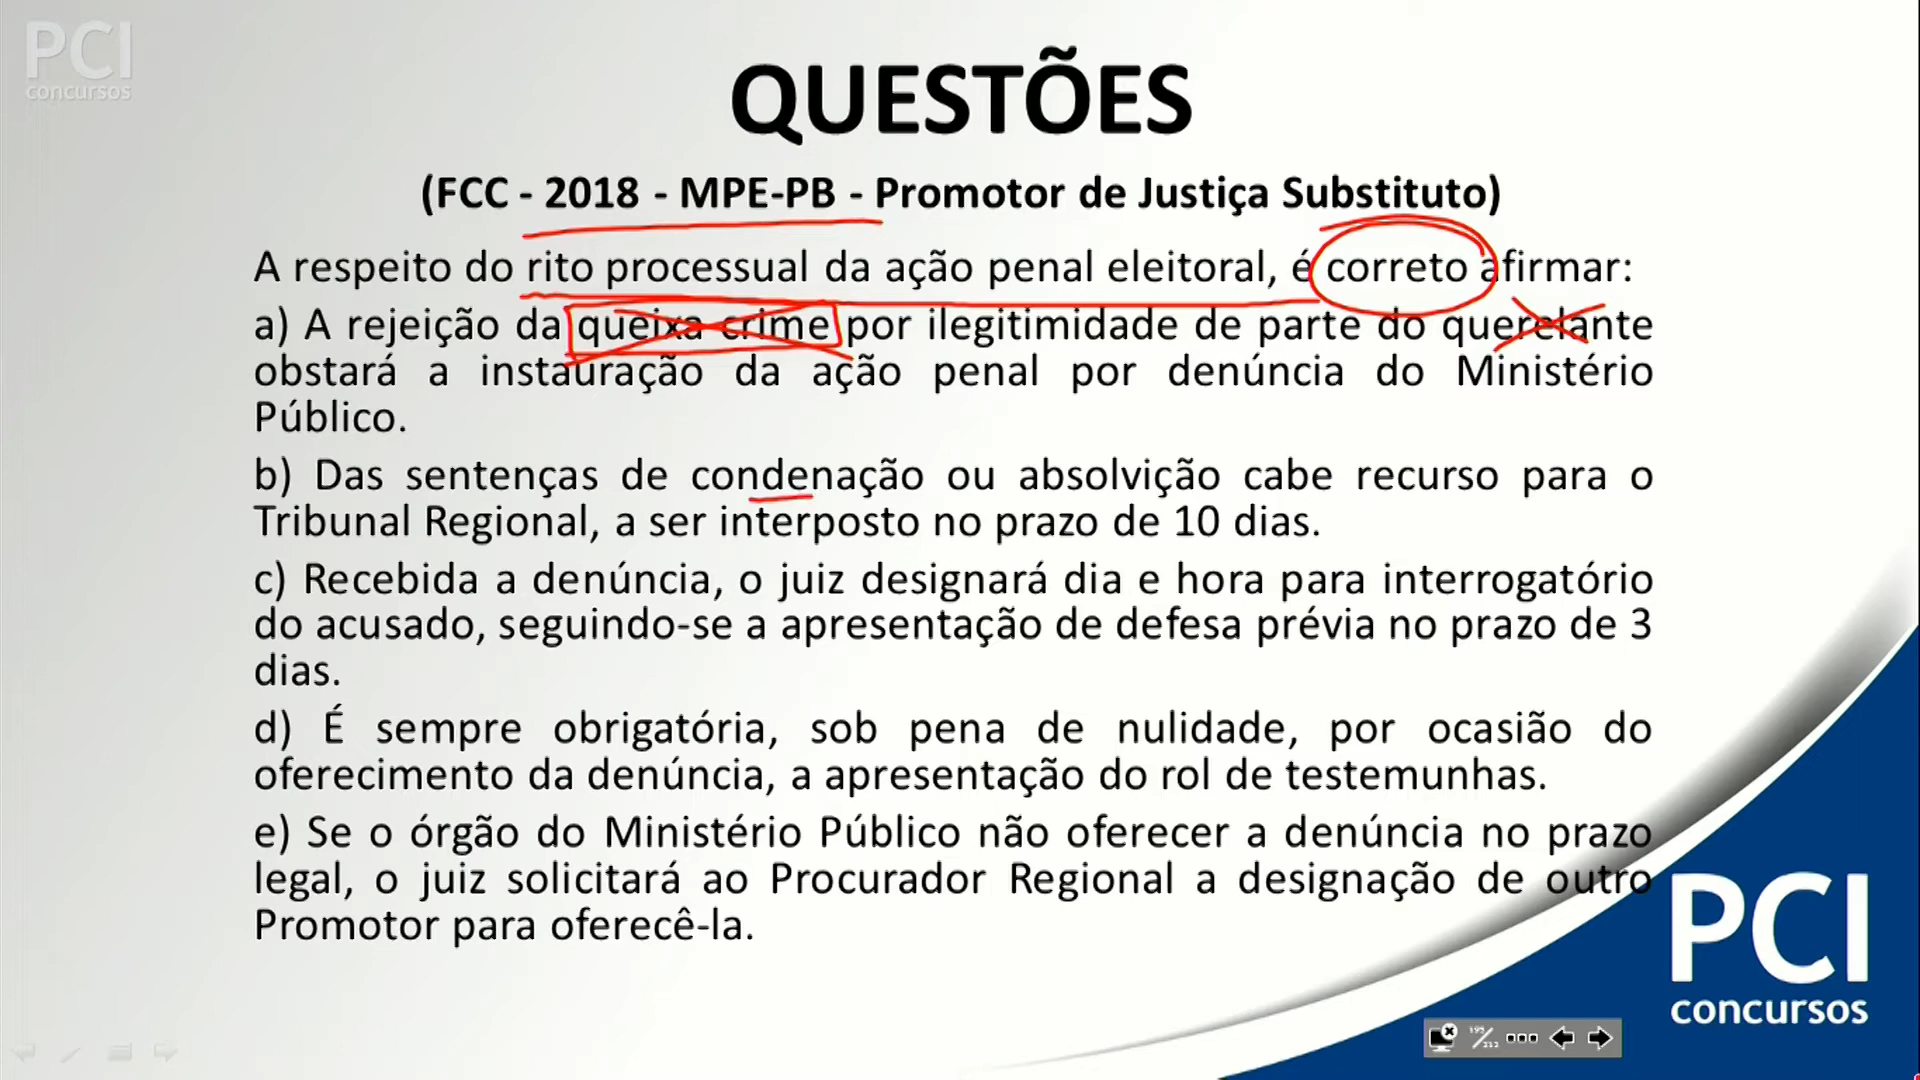 PCI
concursos
QUESTÕES
(FCC - 2018 - MPE-PB - Promotor de Justiça Substituto)
A respeito do rito processual da ação penal eleitoral, é correto afirmar:
a) A rejeição da queixa crime por ilegitimidade de parte do querelante
obstará a instauração da ação penal por denúncia do Ministério
Público.
b) Das sentenças de condenação ou absolvição cabe recurso para o
Tribunal Regional, a ser interposto no prazo de 10 dias.
c) Recebida a denúncia, o juiz designará dia e hora para interrogatório
do acusado, seguindo-se a apresentação de defesa prévia no prazo de 3
dias.
d) É sempre obrigatória, sob pena de nulidade, por ocasião do
oferecimento da denúncia, a apresentação do rol de testemunhas.
e) Se o órgão do Ministério Público não oferecer a denúncia no prazo
legal, o juiz solicitará ao Procurador Regional a designação de outro
Promotor para oferecê-la.
PCI
concursos
195/212